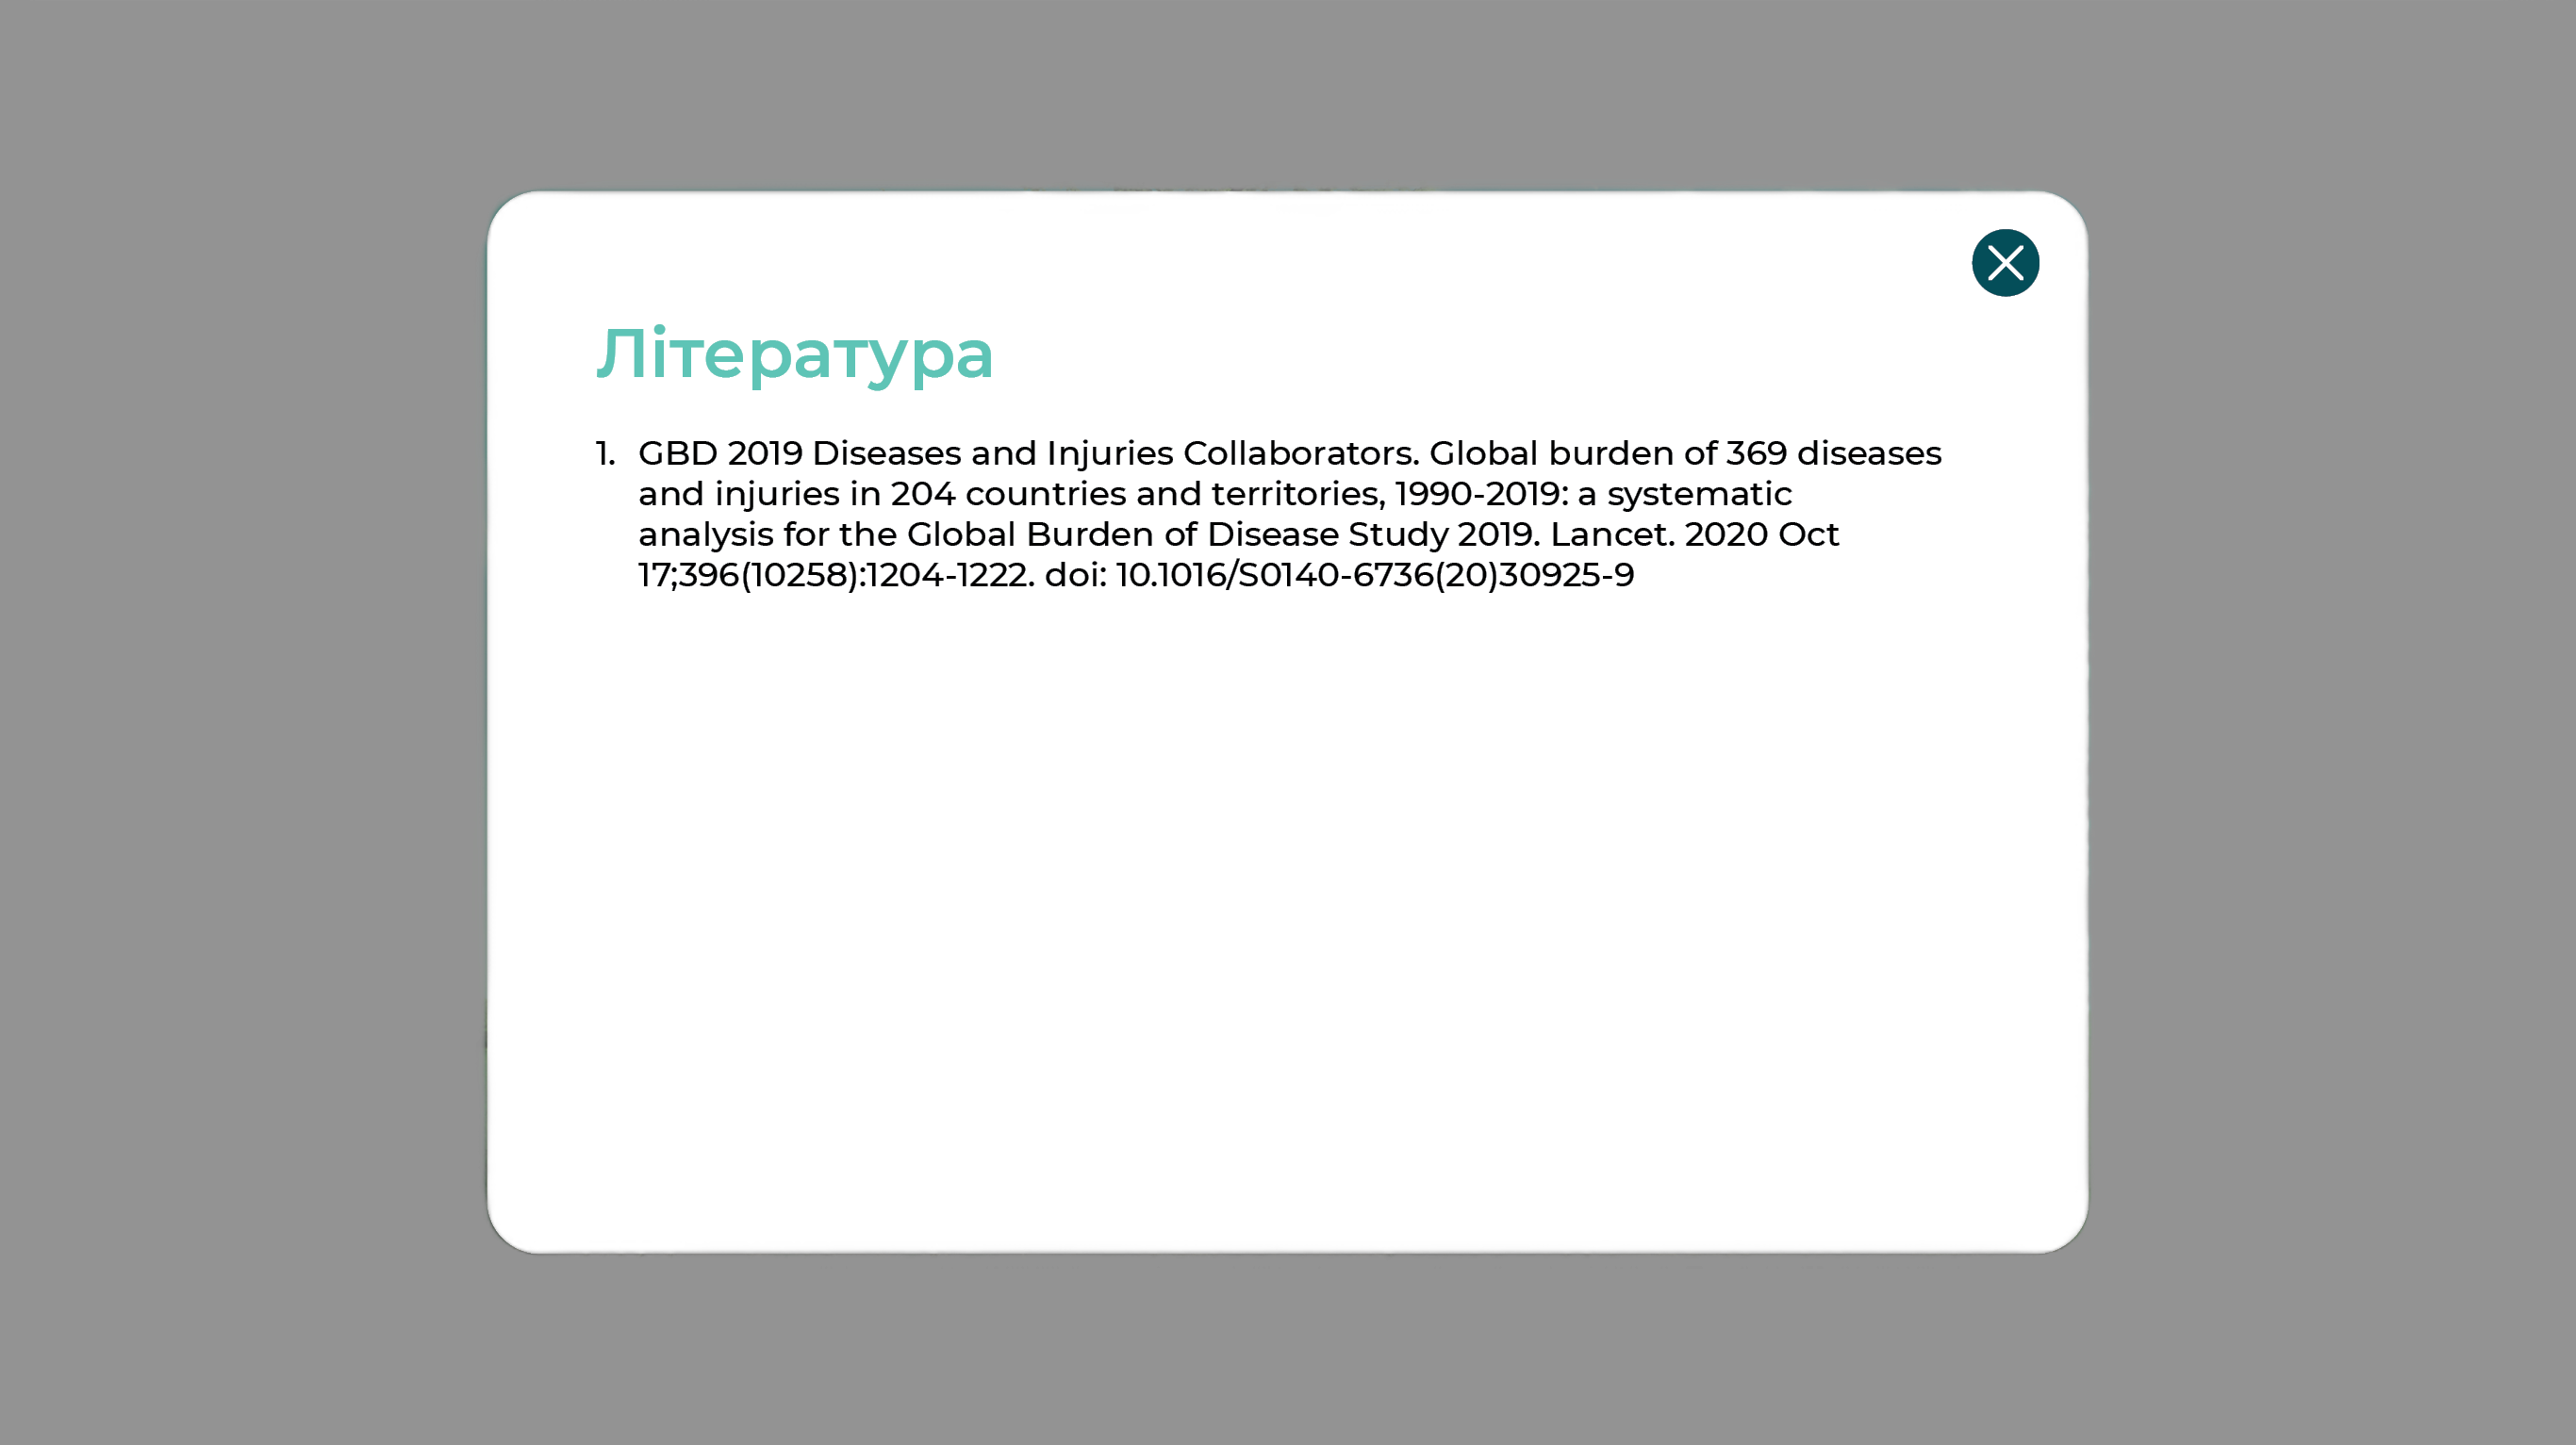 Література
1. GBD 2019 Diseases and Injuries Collaborators. Global burden of 369 diseases
and injuries in 204 countries and territories, 1990-2019: a systematic
analysis for the Global Burden of Disease Study 2019. Lancet. 2020 Oct
17;396(10258):1204-1222. doi: 10.1016/S0140-6736(20)30925-9